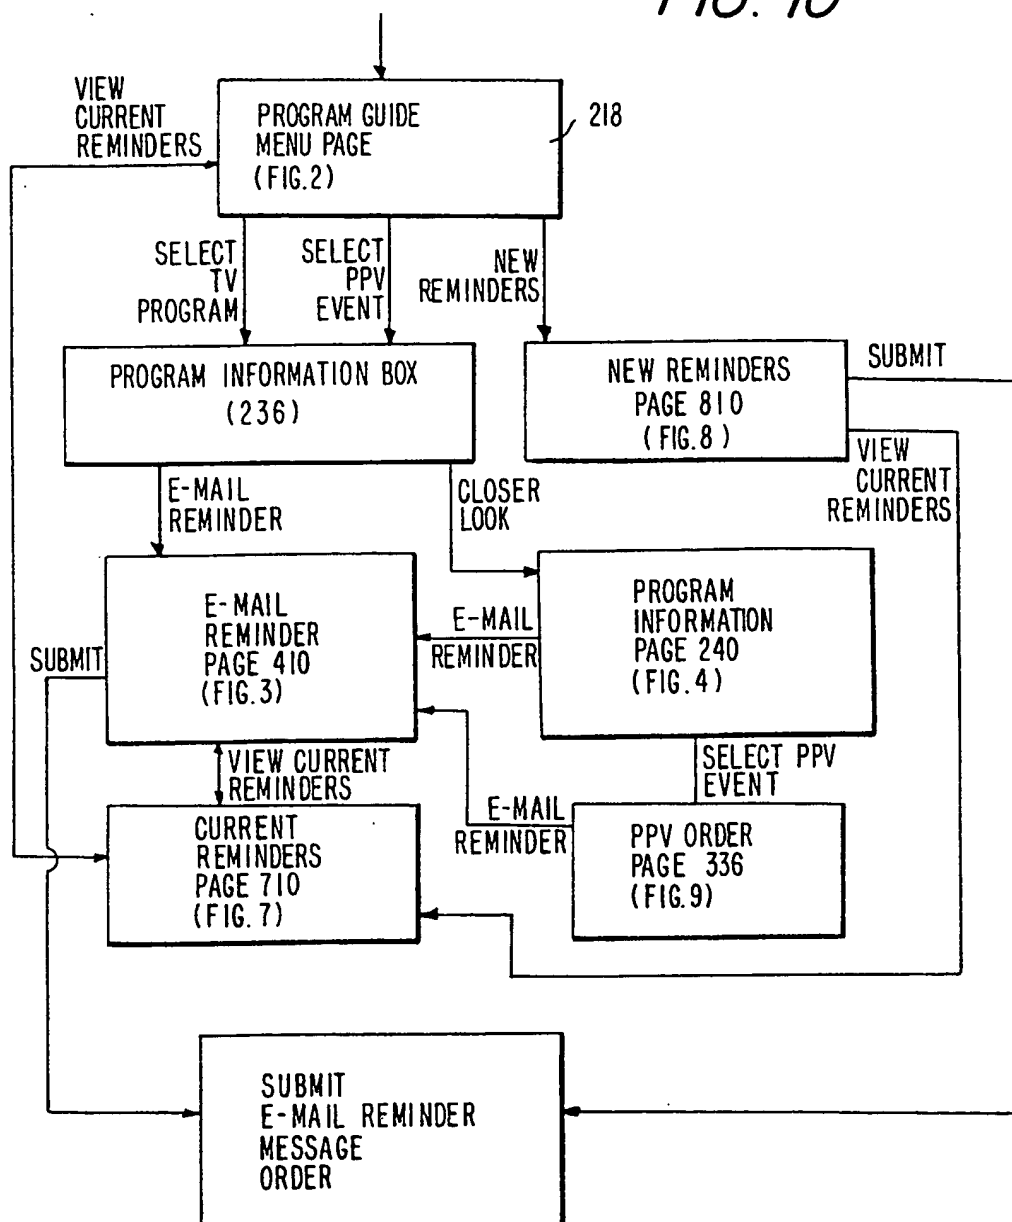 FIG. 10
VIEW
CURRENT
REMINDERS
PROGRAM GUIDE
MENU PAGE
(FIG.2)
218
SELECT
TV
PROGRAM
SELECT
PPV
EVENT
NEW
REMINDERS
PROGRAM INFORMATION BOX
(236)
NEW REMINDERS
PAGE 810
(FIG.8)
SUBMIT
VIEW
CURRENT
REMINDERS
E-MAIL
REMINDER
CLOSER
LOOK
E-MAIL
REMINDER
PAGE 410
(FIG.3)
E-MAIL
REMINDER
PROGRAM
INFORMATION
PAGE 240
(FIG.4)
SUBMIT
VIEW CURRENT
REMINDERS
SELECT PPV
EVENT
E-MAIL
REMINDER
CURRENT
REMINDERS
PAGE 710
(FIG.7)
PPV ORDER
PAGE 336
(FIG.9)
SUBMIT
E-MAIL REMINDER
MESSAGE
ORDER